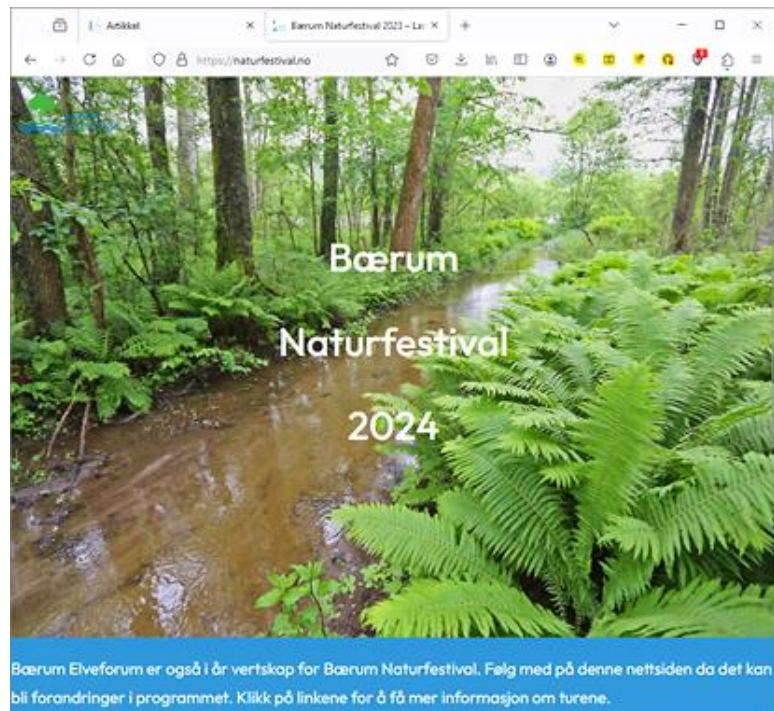 Artikkel
Bærum Naturfestival 2023 – La
https://naturfestival.no
Bærum
Naturfestival
2024
Bærum Elveforum er også i år vertskap for Bærum Naturfestival. Følg med på denne nettsiden da det kan
bli forandringer i programmet. Klikk på linkene for å få mer informasjon om turene.